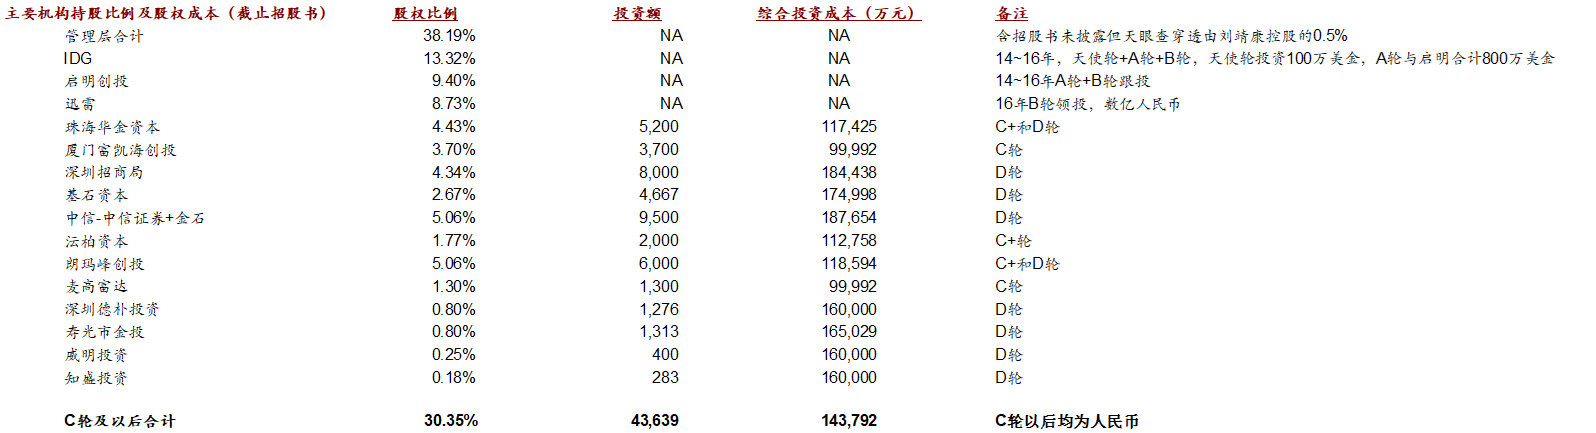 主要机构持股比例及股权成本（截止招股书） 股权比例 投资额 综合投资成本（万元） 备注
管理层合计 38.19% NA NA 含招股书未披露但天眼查穿透由刘靖康控股的0.5%
IDG 13.32% NA NA 14~16年，天使轮+A轮+B轮，天使轮投资100万美金，A轮与启明合计800万美金
启明创投 9.40% NA NA 14~16年A轮+B轮跟投
迅雷 8.73% NA NA 16年B轮领投，数亿人民币
珠海华金资本 4.43% 5,200 117,425 C+和D轮
厦门富凯海创投 3.70% 3,700 99,992 C轮
深圳招商局 4.34% 8,000 184,438 D轮
基石资本 2.67% 4,667 174,998 D轮
中信-中信证券+金石 5.06% 9,500 187,654 D轮
沄柏资本 1.77% 2,000 112,758 C+轮
朗玛峰创投 5.06% 6,000 118,594 C+和D轮
麦高富达 1.30% 1,300 99,992 C轮
深圳德朴投资 0.80% 1,276 160,000 D轮
寿光市金投 0.80% 1,313 165,029 D轮
威明投资 0.25% 400 160,000 D轮
知盛投资 0.18% 283 160,000 D轮
C轮及以后合计 30.35% 43,639 143,792 C轮以后均为人民币